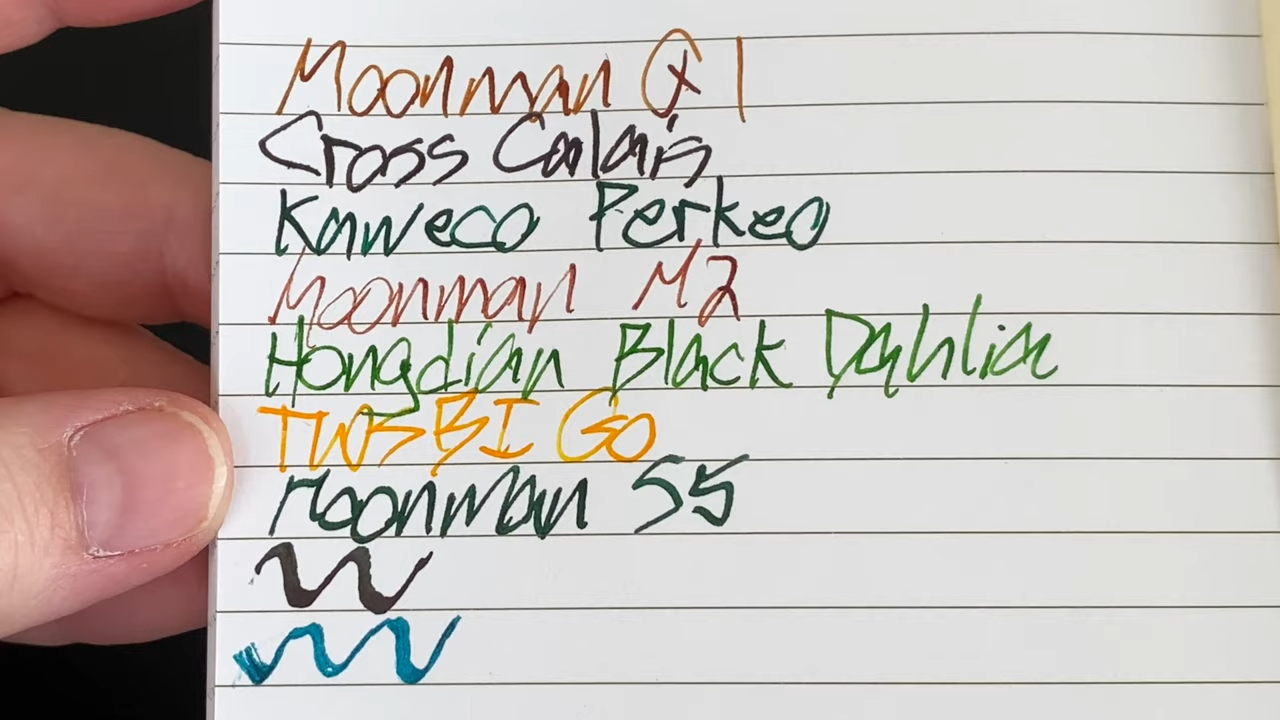 Moonman Q1
Cross Calais
Kaweco Perkeo
Moonman M2
Hongdian Black Dahlia
TWSBI Go
Moonman S5